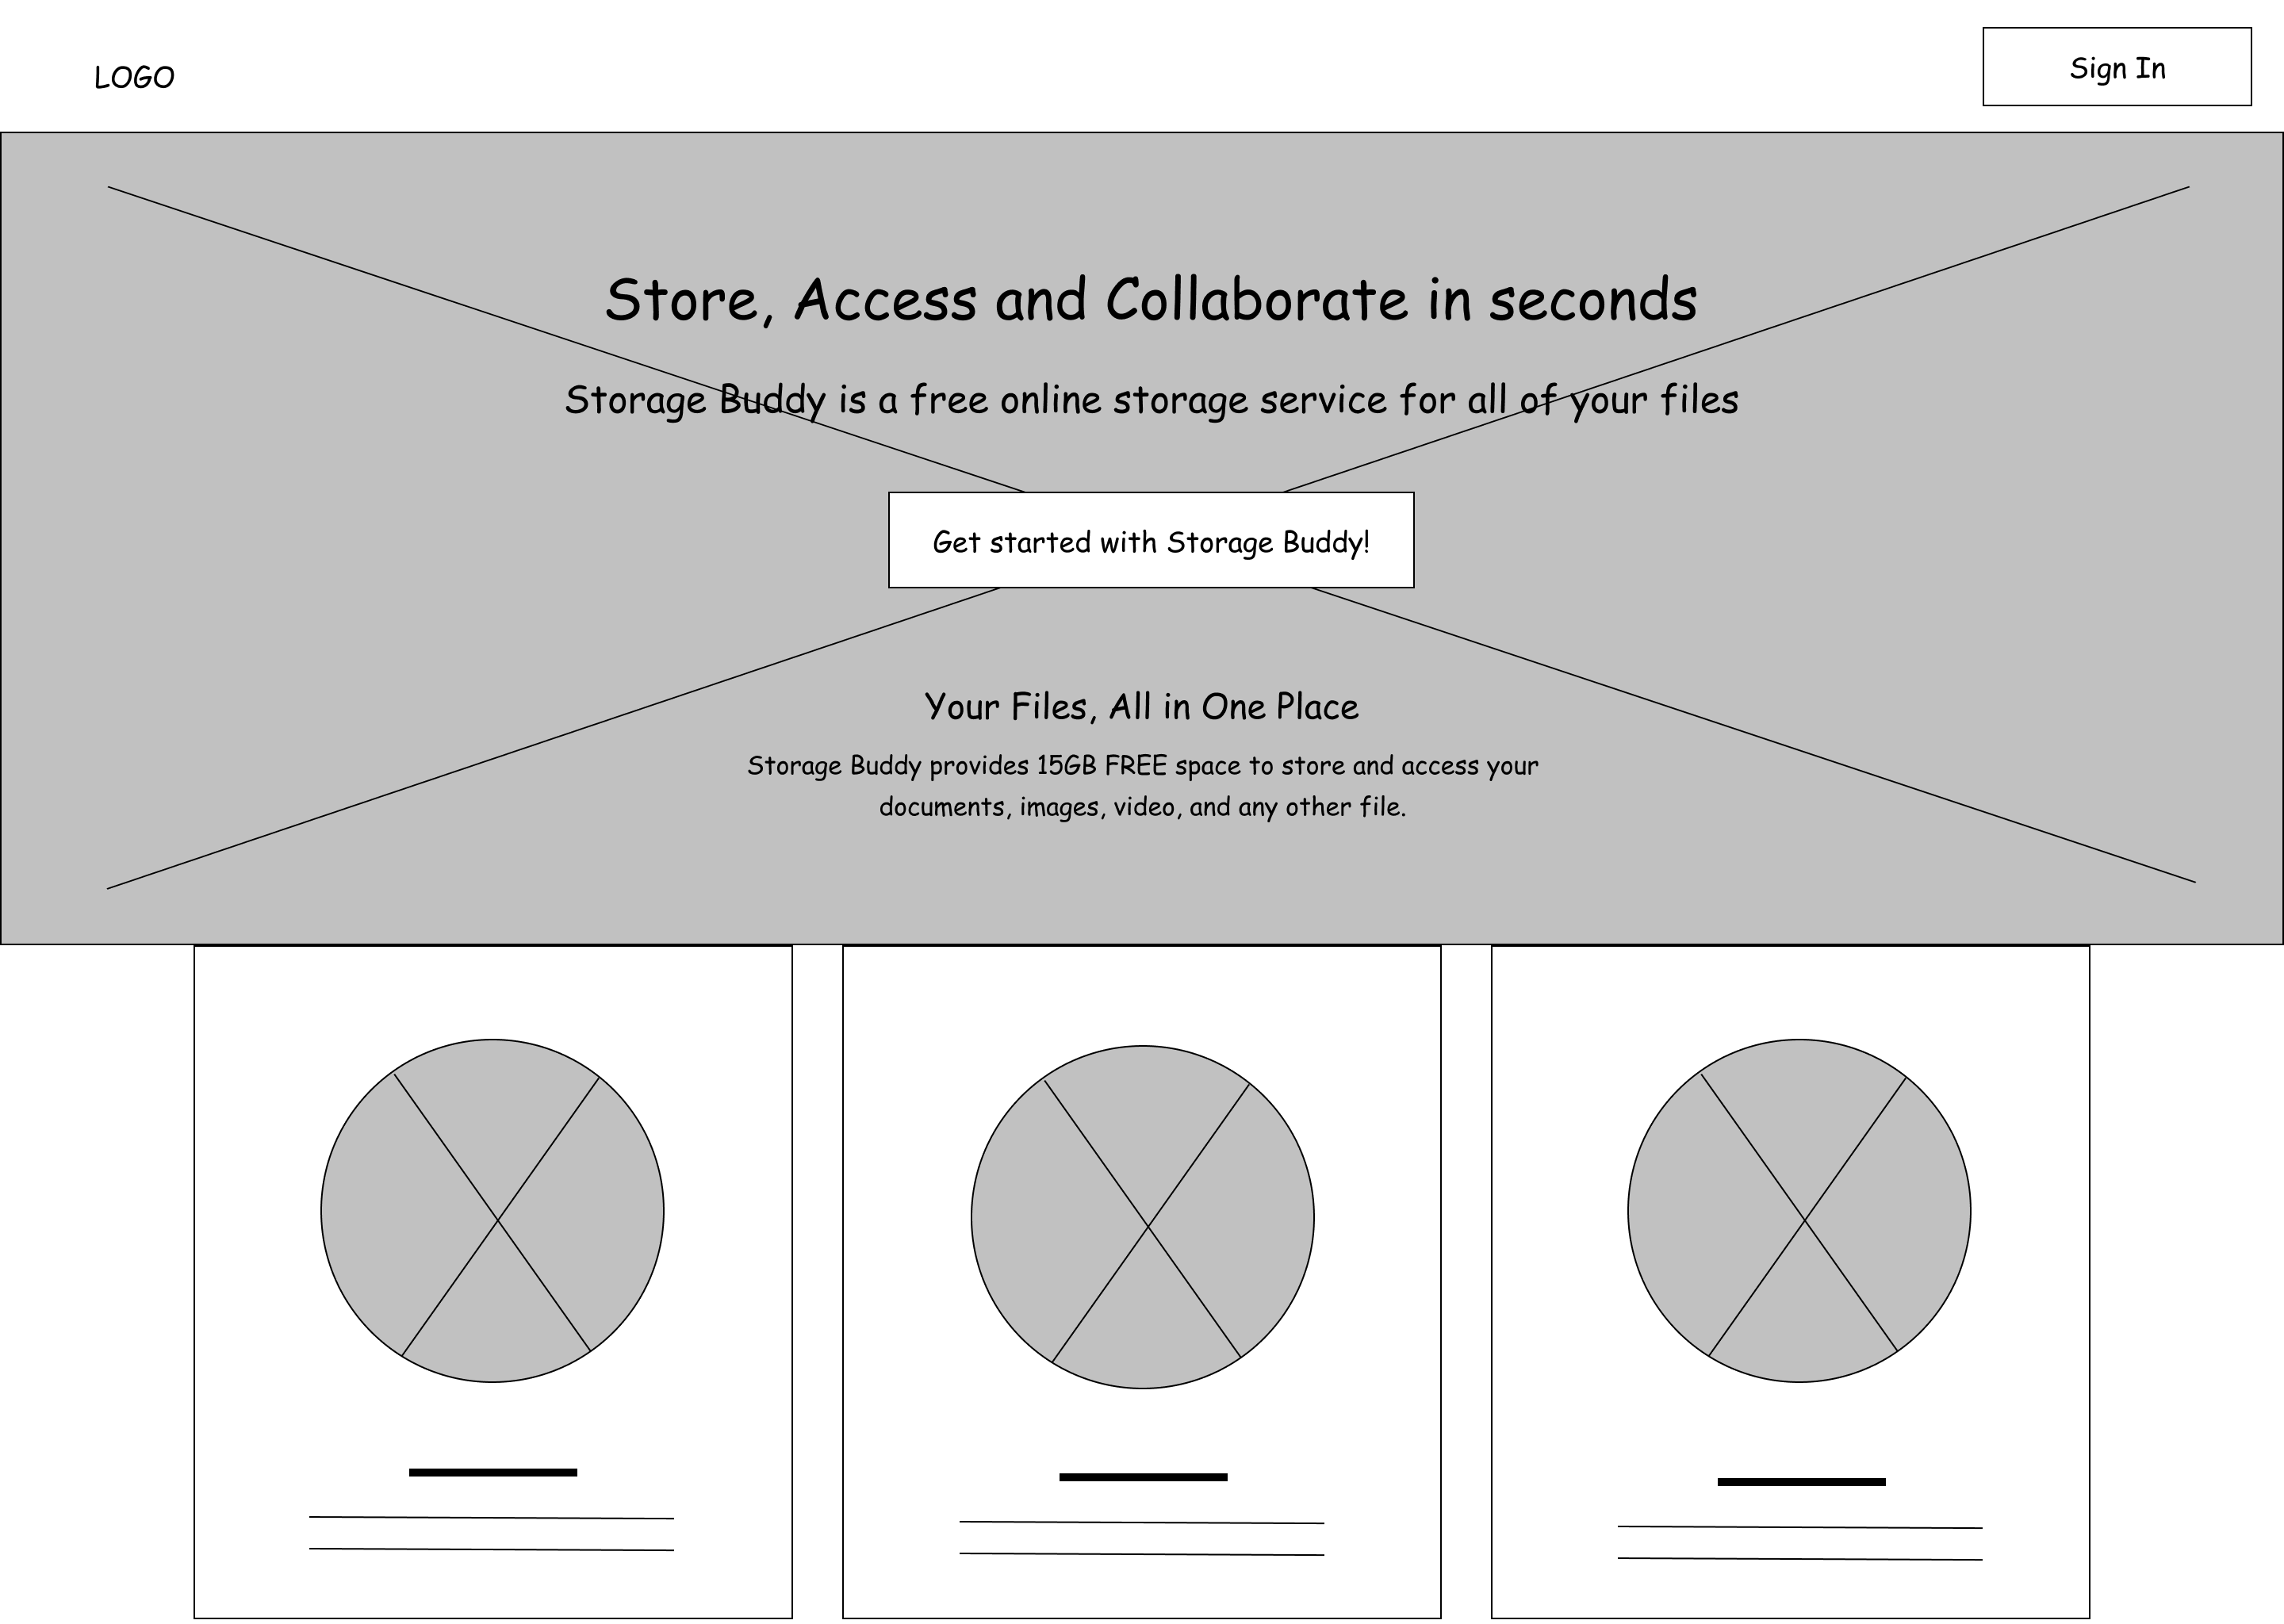 LOGO
Sign In
Store, Access and Collaborate in seconds
Storage Buddy is a free online storage service for all of your files
Get started with Storage Buddy!
Your Files, All in One Place
Storage Buddy provides 15GB FREE space to store and access your
documents, images, video, and any other file.